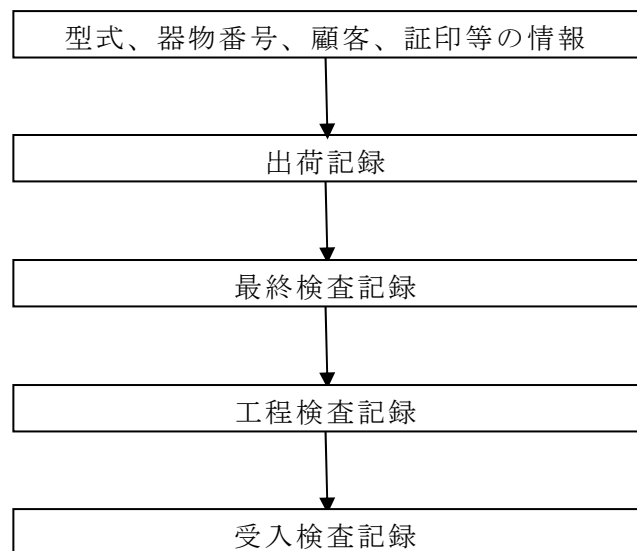 型式、器物番号、顧客、証印等の情報
出荷記録
最終検査記録
工程検査記録
受入検査記録